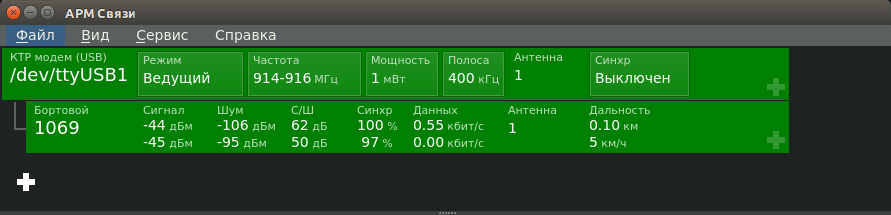 АРМ Связи
Файл Вид Сервис Справка
КТР модем (USB) Режим Частота Мощность Полоса Антенна Синхр
/dev/ttyUSB1 Ведущий 914-916 МГц 1 мВт 400 кГц 1 Выключен
Бортовой Сигнал Шум С/Ш Синхр Данных Антенна Дальность
1069 -44 дБм -106 дБм 62 дБ 100 % 0.55 кбит/с 1 0.10 км
-45 дБм -95 дБм 50 дБ 97 % 0.00 кбит/с 5 км/ч